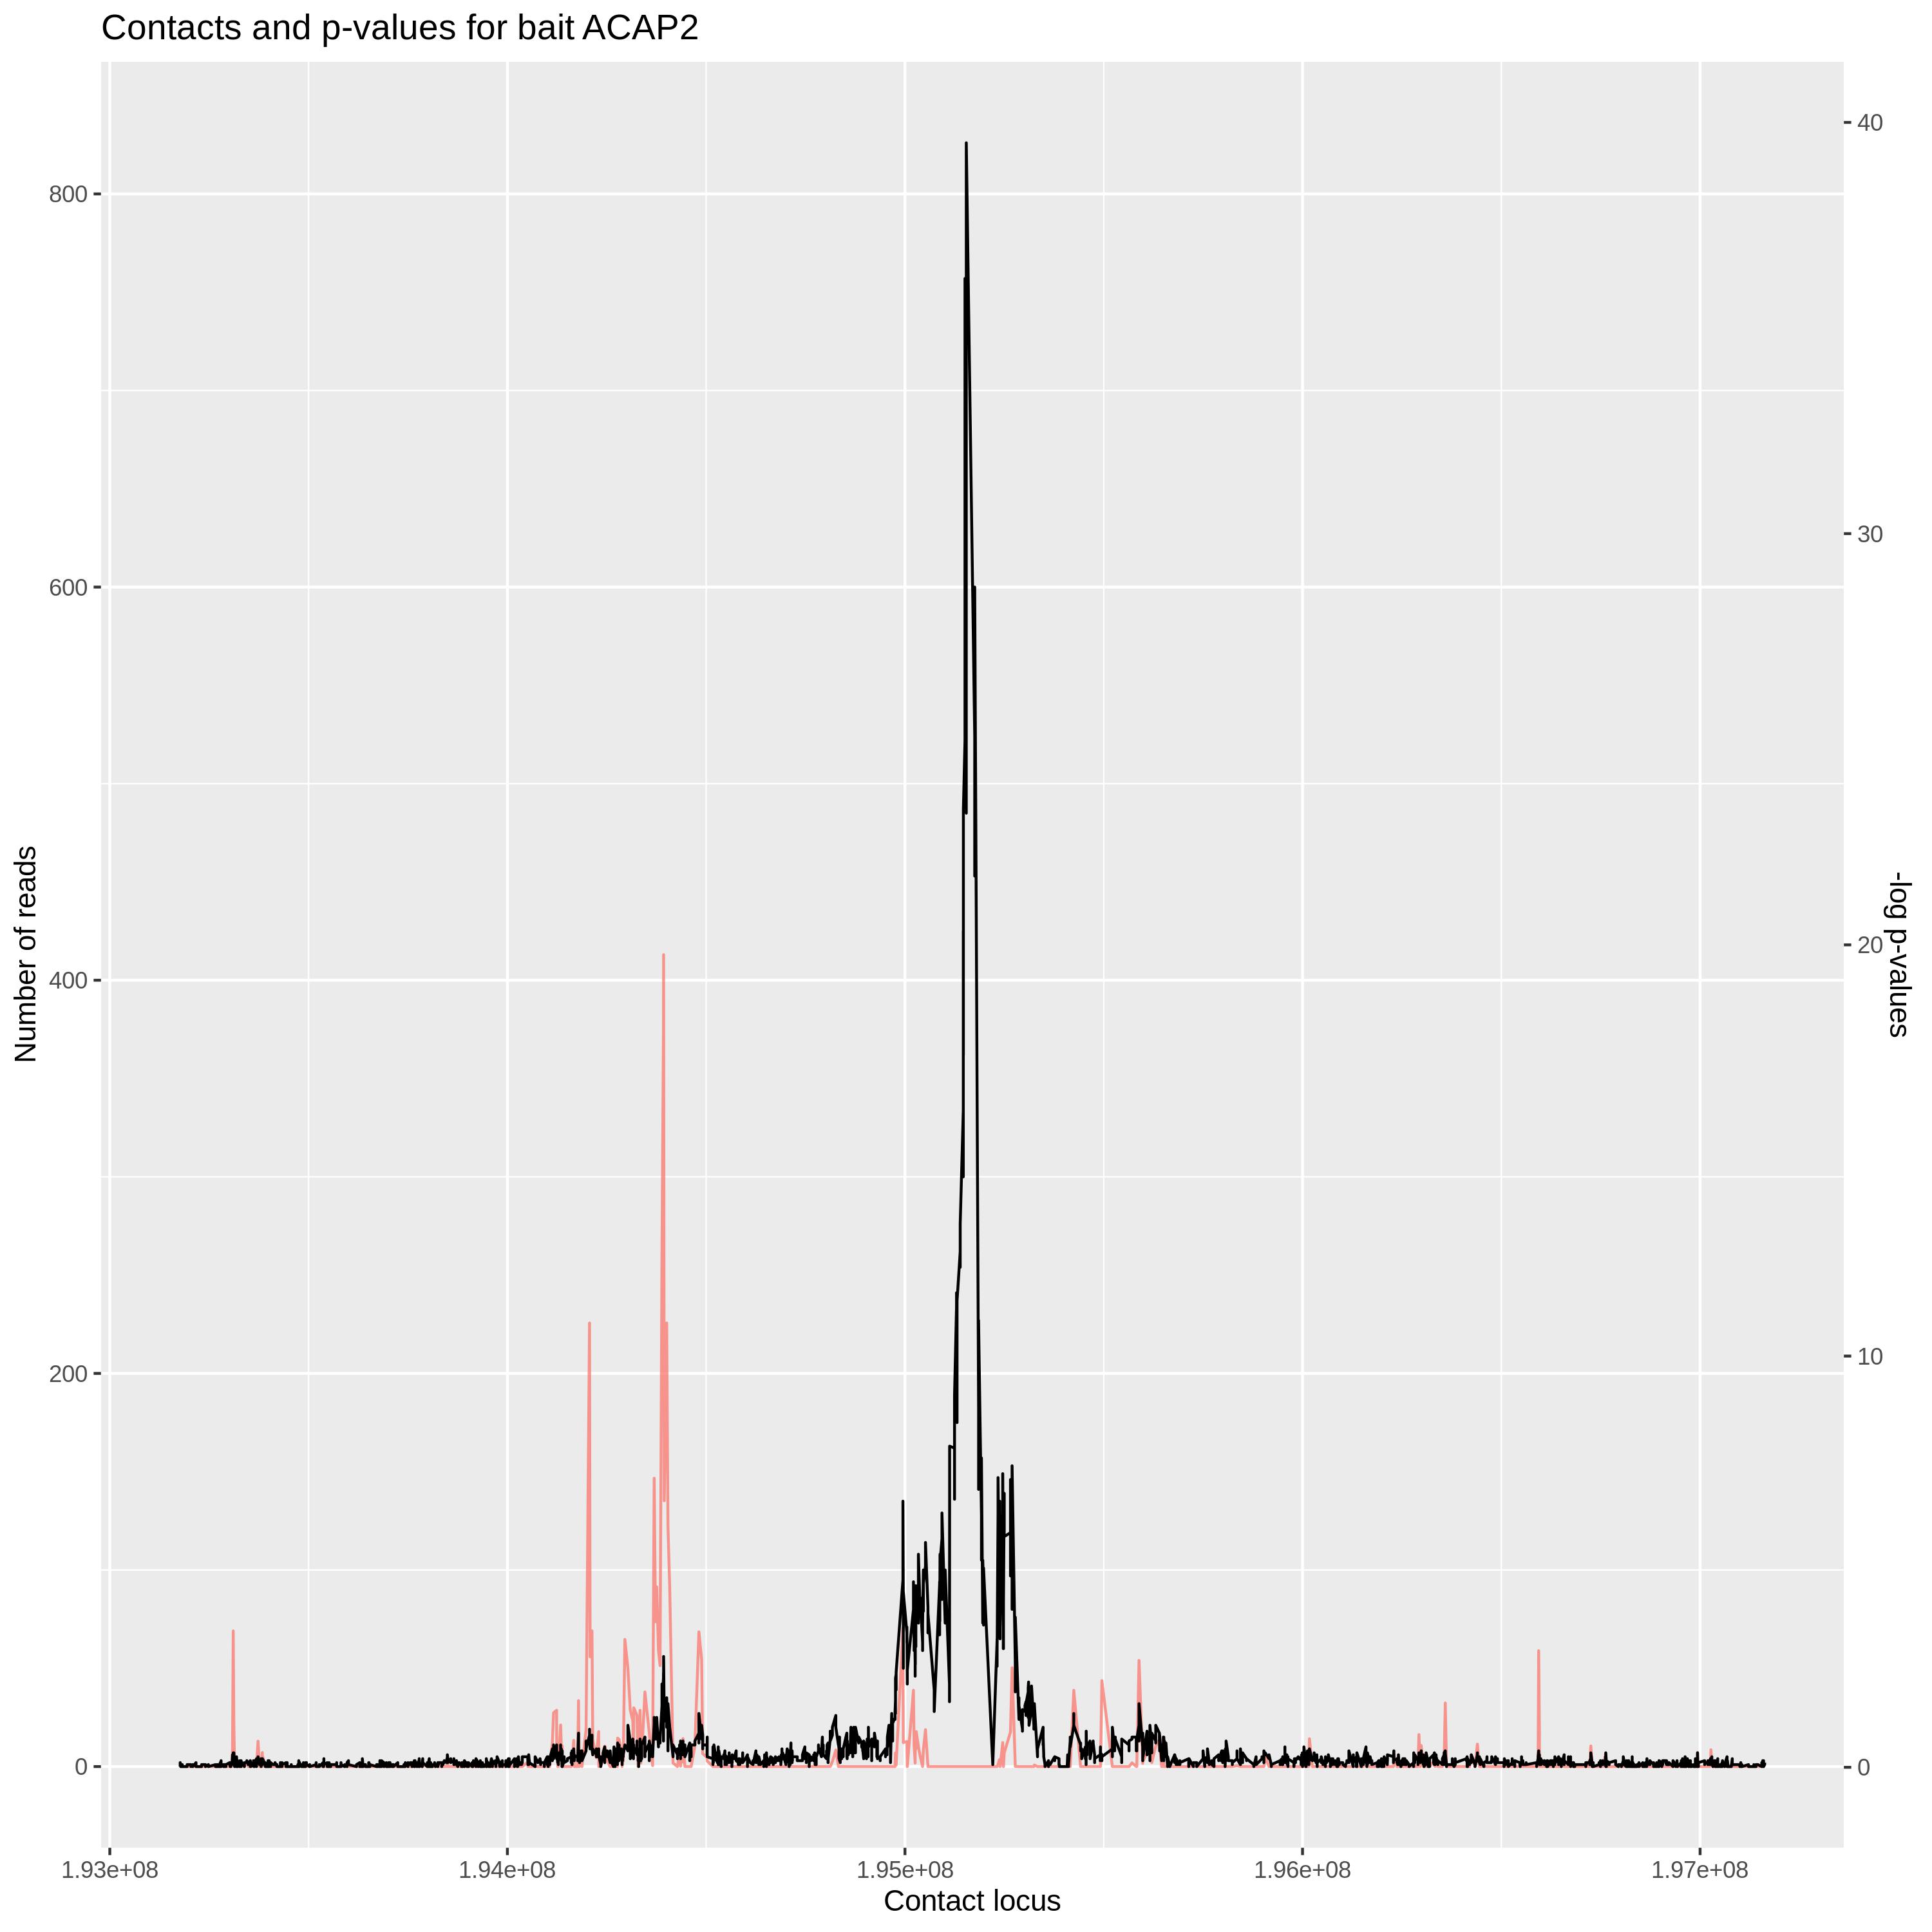 Contacts and p-values for bait ACAP2
800
600
400
200
0
Number of reads
40
30
20
10
0
-log p-values
1.93e+08
1.94e+08
1.95e+08
1.96e+08
1.97e+08
Contact locus